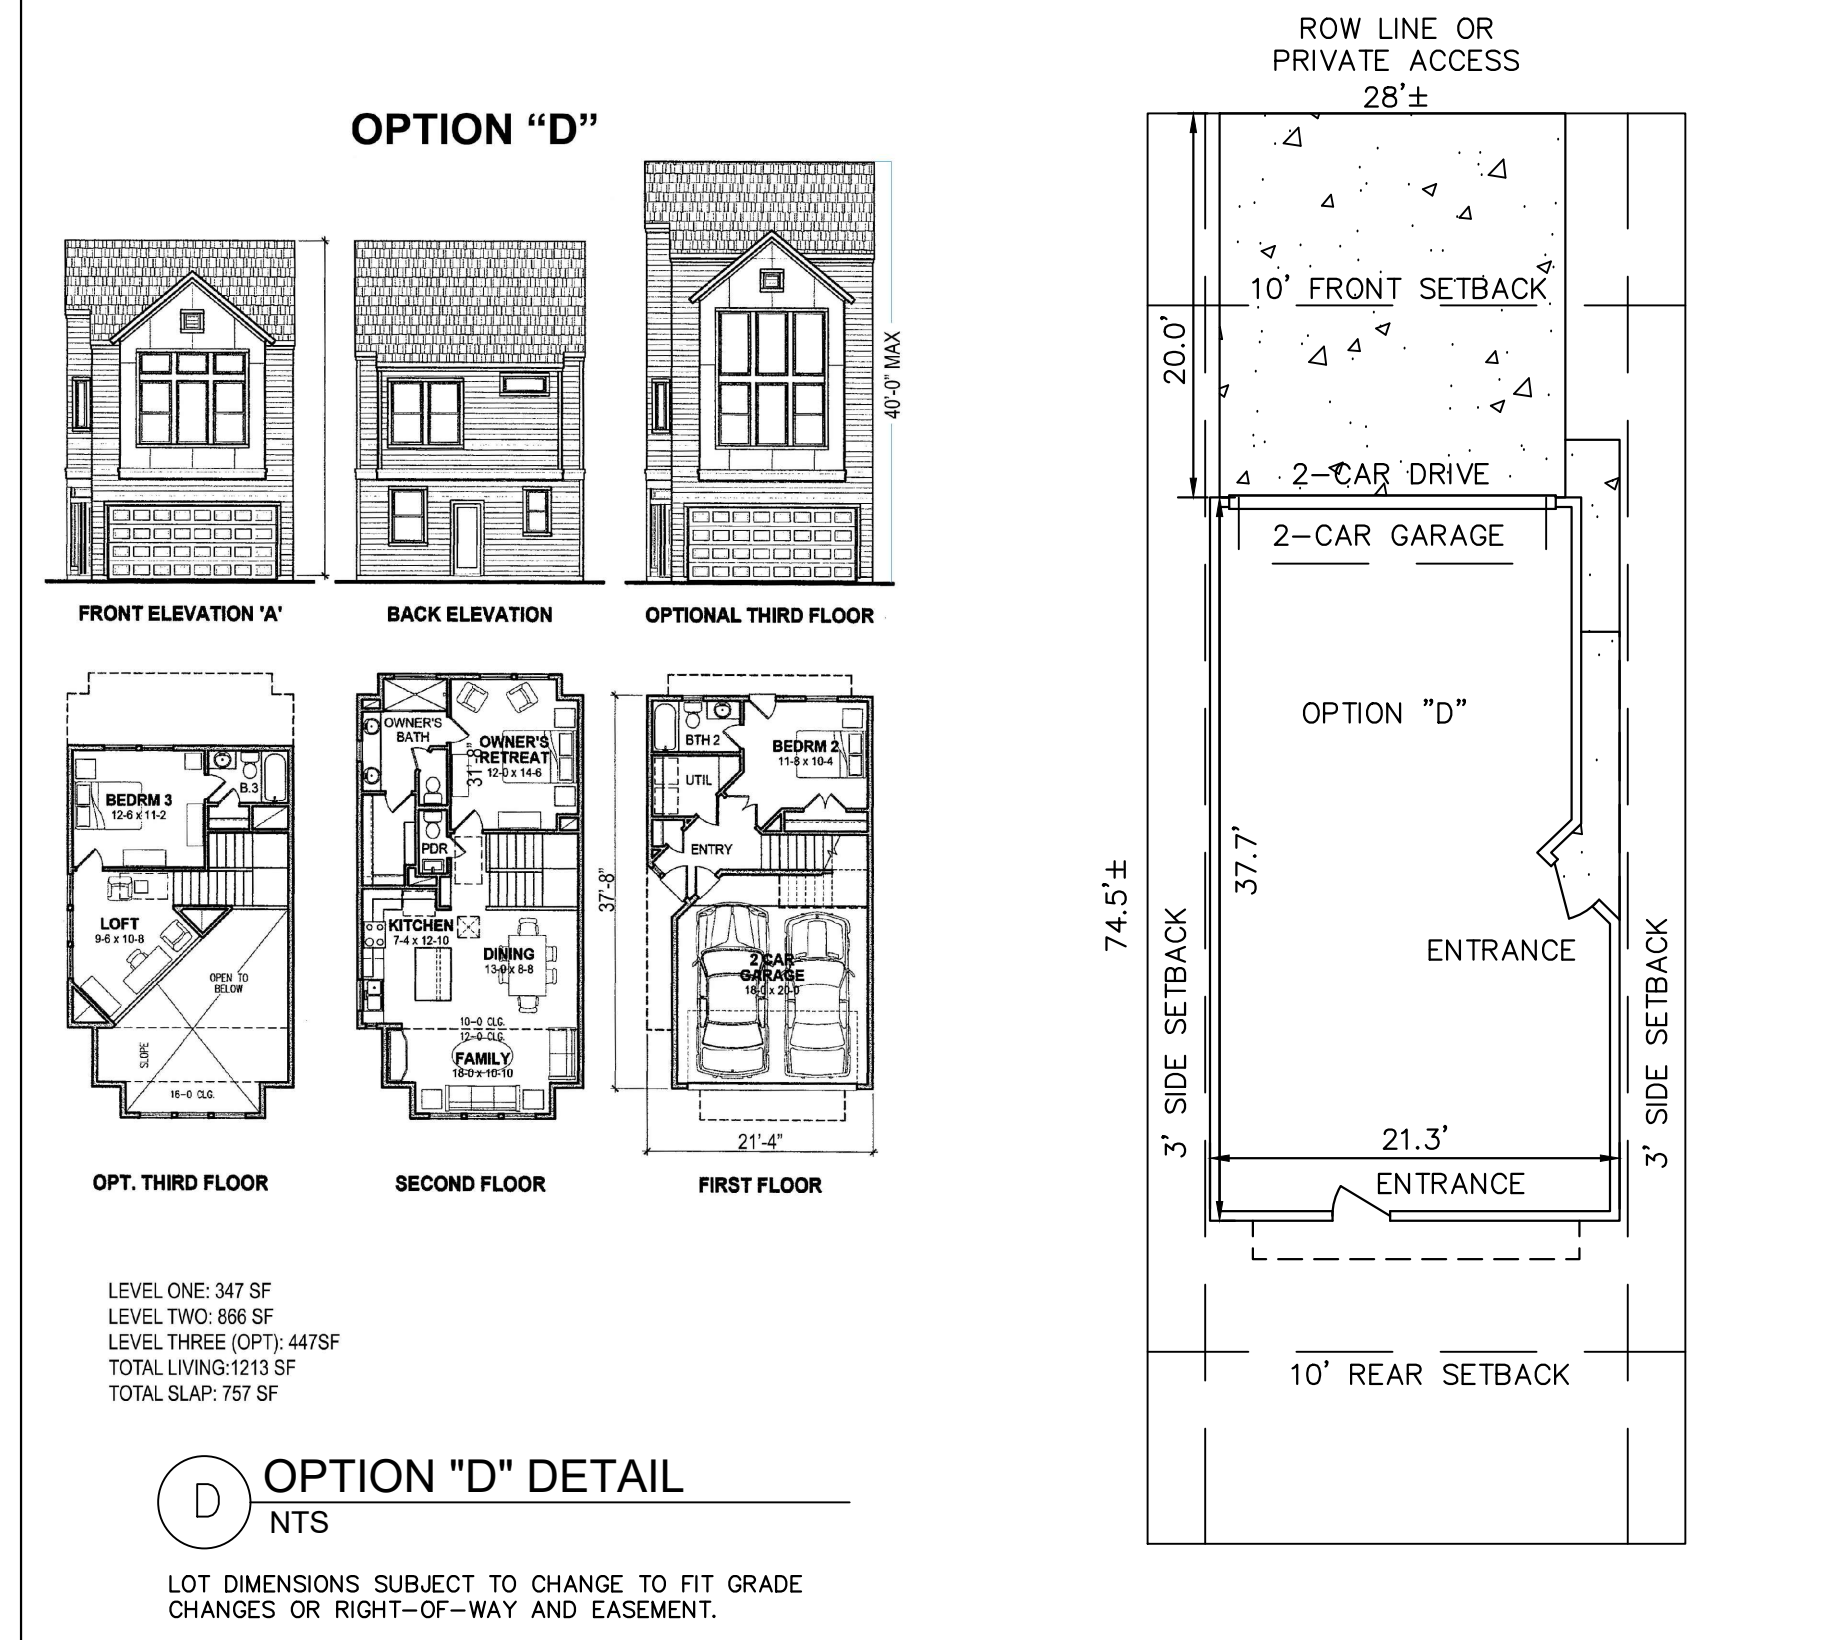 OPTION “D”
40'-0" MAX
FRONT ELEVATION 'A'
BACK ELEVATION
OPTIONAL THIRD FLOOR
BEDRM 3
12-6 x 11-2
B.3
LOFT
9-6 x 10-8
OPEN TO
BELOW
SLOPE
16-0 CLG.
OPT. THIRD FLOOR
OWNER'S
BATH
OWNER'S
RETREAT
12-0 x 14-6
31'-8"
PDR
KITCHEN
7-4 x 12-10
DINING
13-0 x 8-8
10-0 CLG.
12-0 CLG.
FAMILY
18-0 x 10-10
SECOND FLOOR
37'-8"
BTH 2
BEDRM 2
11-8 x 10-4
UTIL
ENTRY
2 CAR
GARAGE
18-0 x 20-0
21'-4"
FIRST FLOOR
LEVEL ONE: 347 SF
LEVEL TWO: 866 SF
LEVEL THREE (OPT): 447SF
TOTAL LIVING:1213 SF
TOTAL SLAP: 757 SF
D
OPTION "D" DETAIL
NTS
LOT DIMENSIONS SUBJECT TO CHANGE TO FIT GRADE
CHANGES OR RIGHT-OF-WAY AND EASEMENT.
ROW LINE OR
PRIVATE ACCESS
28'±
10' FRONT SETBACK
20.0'
2-CAR DRIVE
2-CAR GARAGE
OPTION "D"
37.7'
74.5'±
ENTRANCE
3' SIDE SETBACK
3' SIDE SETBACK
21.3'
ENTRANCE
10' REAR SETBACK